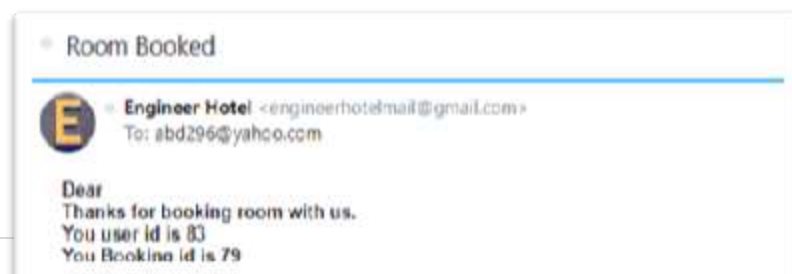 Room Booked
E
Engineer Hotel <engineerhotelmail@gmail.com>
To: abd296@yahoo.com
Dear
Thanks for booking room with us.
You user id is 83
You Booking id is 79